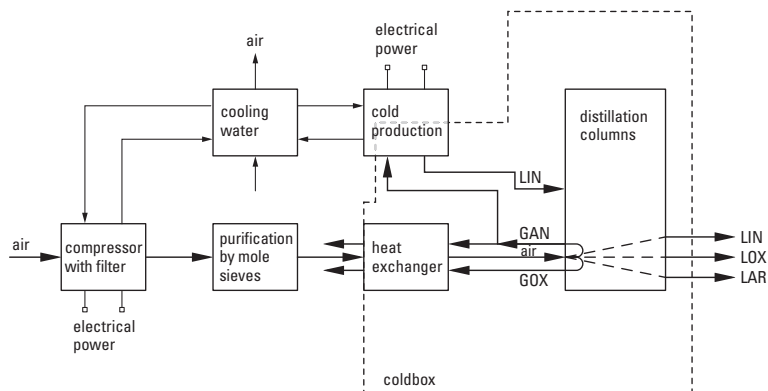 air
electrical
power
cooling
water
cold
production
distillation
columns
LIN
air
compressor
with filter
purification
by mole
sieves
heat
exchanger
GAN
air
GOX
LIN
LOX
LAR
electrical
power
coldbox